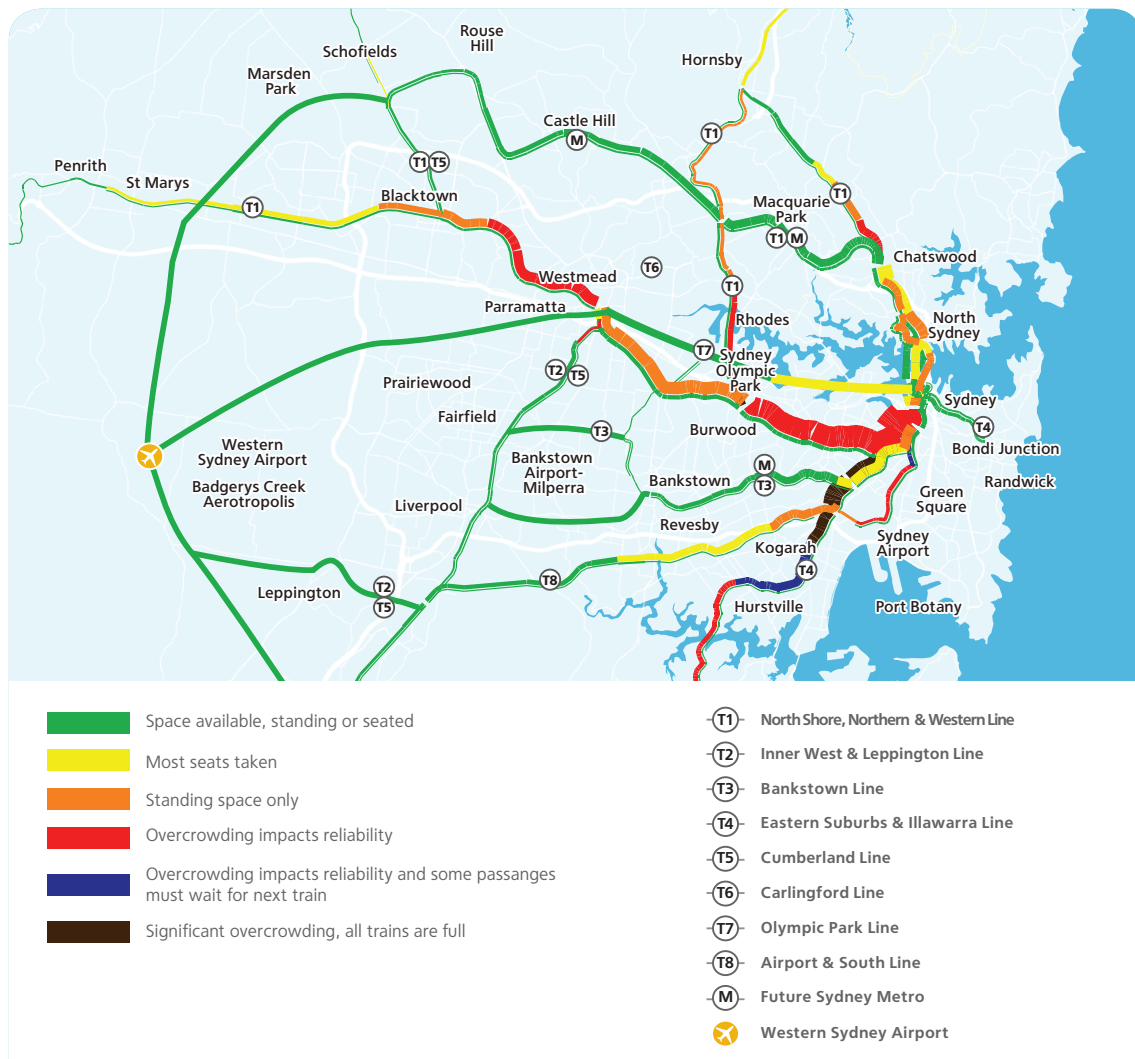 Rouse
Hill
Schofields
Hornsby
Marsden
Park
Castle Hill
M
T1
Penrith
T1 T5
St Marys
Blacktown
T1
T1
Macquarie
Park
T1 M
Chatswood
T6
Westmead
T1
Parramatta
Rhodes
North
Sydney
T7
Sydney
Olympic
Park
T2 T5
Prairiewood
Sydney
Fairfield
T4
Burwood
T3
Bondi Junction
Western
Sydney Airport
Bankstown
Airport-
Milperra
M
T3
Bankstown
Randwick
Badgerys Creek
Aerotropolis
Green
Square
Liverpool
Revesby
Sydney
Airport
Kogarah
T4
T8
Leppington
T2
T5
Hurstville
Port Botany
Space available, standing or seated
Most seats taken
Standing space only
Overcrowding impacts reliability
Overcrowding impacts reliability and some passanges
must wait for next train
Significant overcrowding, all trains are full
T1 North Shore, Northern & Western Line
T2 Inner West & Leppington Line
T3 Bankstown Line
T4 Eastern Suburbs & Illawarra Line
T5 Cumberland Line
T6 Carlingford Line
T7 Olympic Park Line
T8 Airport & South Line
M Future Sydney Metro
Western Sydney Airport